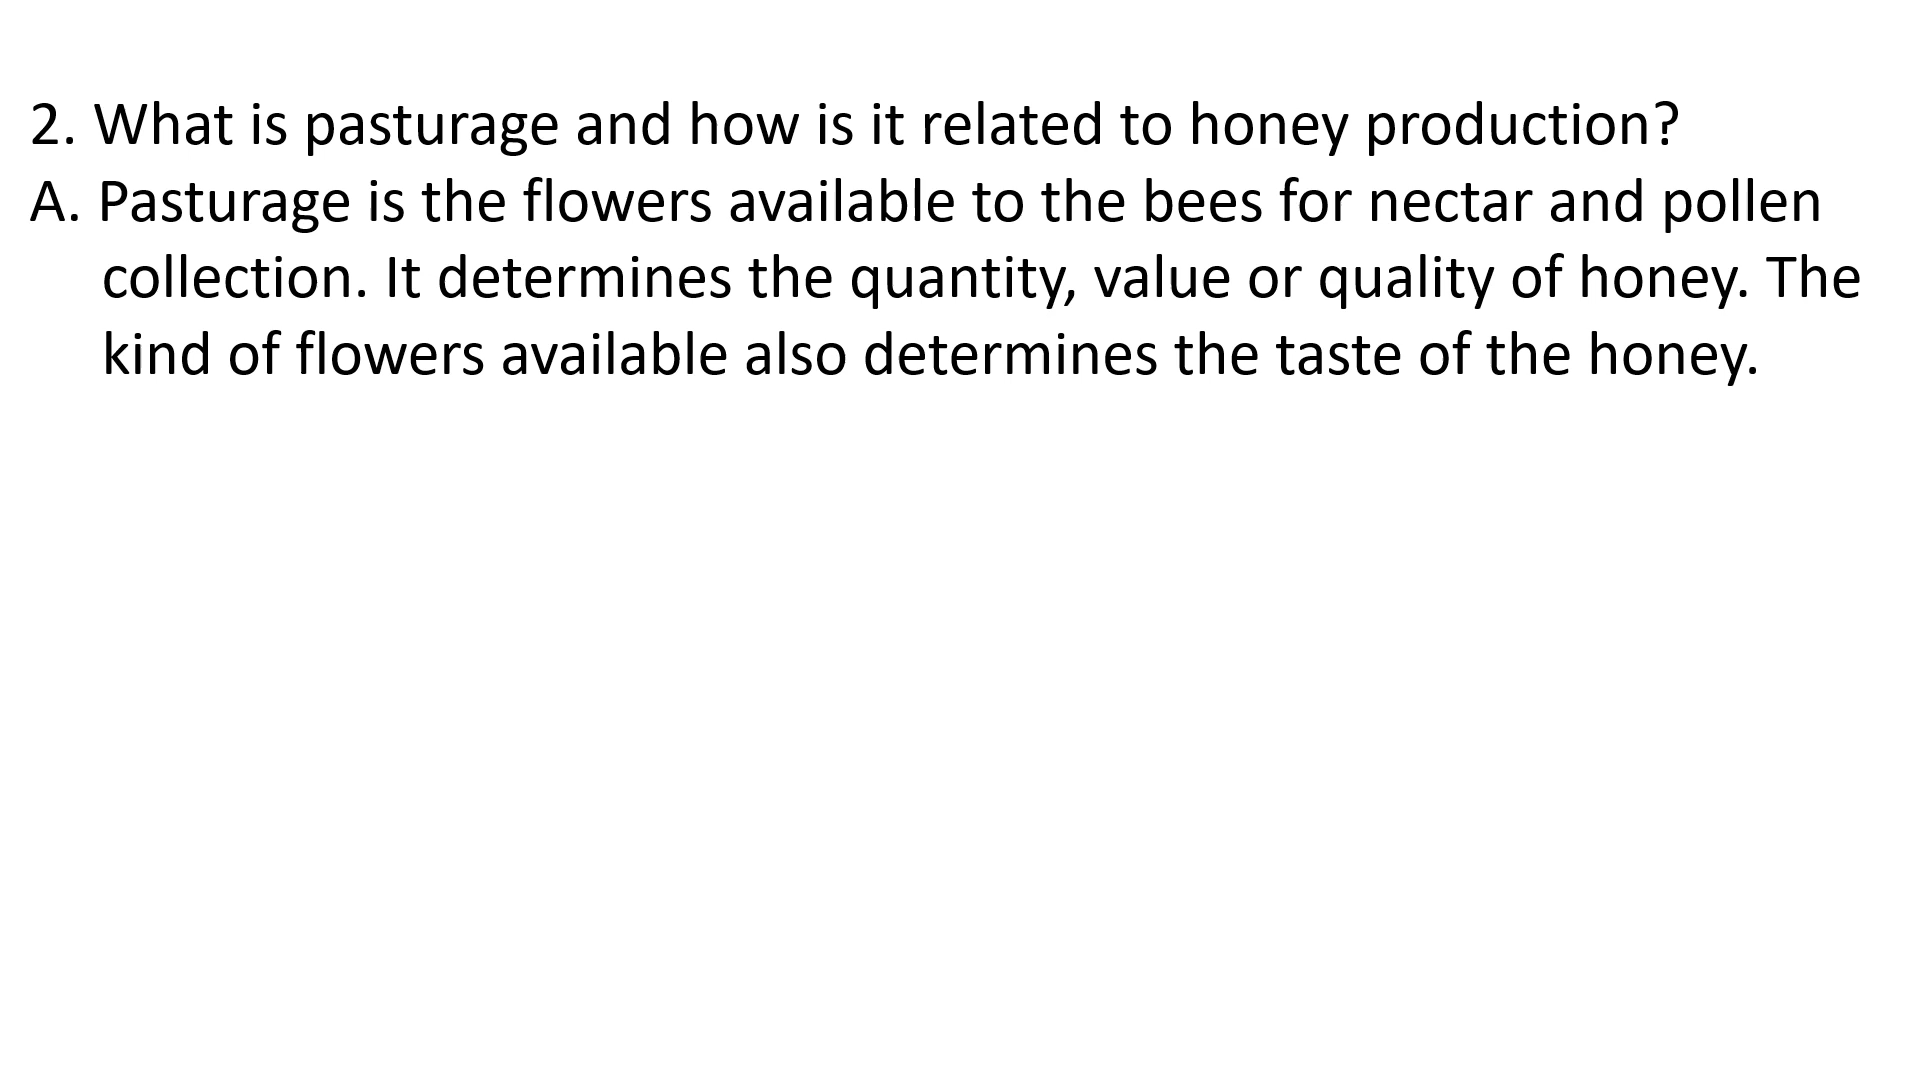 2. What is pasturage and how is it related to honey production?
A. Pasturage is the flowers available to the bees for nectar and pollen
collection. It determines the quantity, value or quality of honey. The
kind of flowers available also determines the taste of the honey.